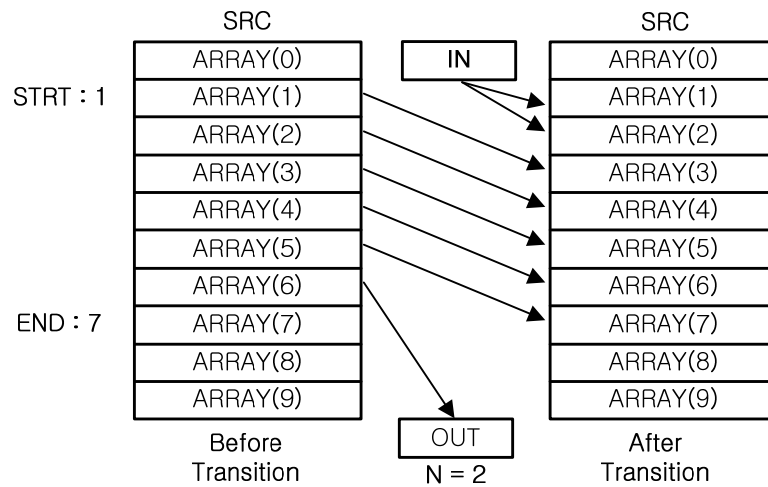 SRC
SRC
ARRAY(0)
IN
ARRAY(0)
STRT : 1
ARRAY(1)
ARRAY(1)
ARRAY(2)
ARRAY(2)
ARRAY(3)
ARRAY(3)
ARRAY(4)
ARRAY(4)
ARRAY(5)
ARRAY(5)
ARRAY(6)
ARRAY(6)
END : 7
ARRAY(7)
ARRAY(7)
ARRAY(8)
ARRAY(8)
ARRAY(9)
ARRAY(9)
Before
Transition
OUT
N = 2
After
Transition